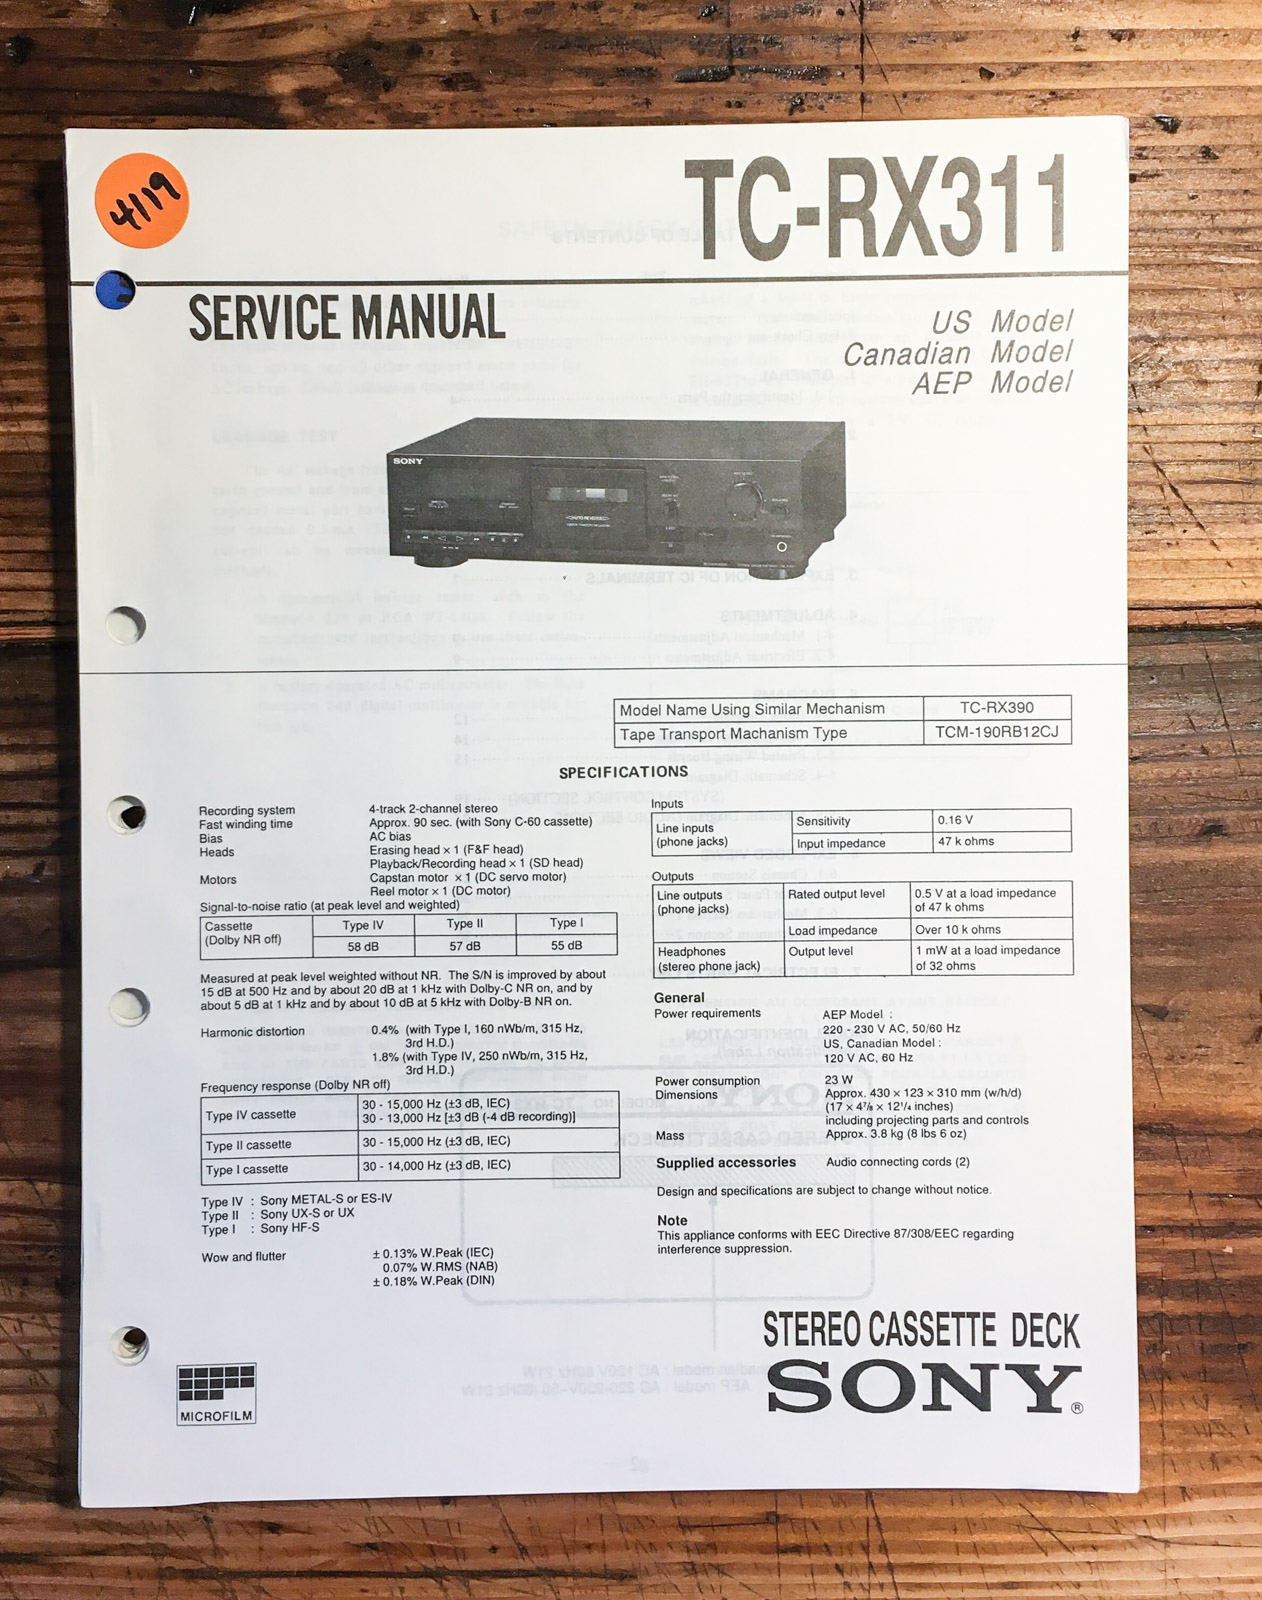 4119
TC-RX311
SERVICE MANUAL
US Model
Canadian Model
AEP Model
SONY
Model Name Using Similar Mechanism TC-RX390
Tape Transport Machanism Type TCM-190RB12CJ
SPECIFICATIONS
Recording system 4-track 2-channel stereo
Fast winding time Approx. 90 sec. (with Sony C-60 cassette)
Bias AC bias
Heads Erasing head x 1 (F&F head)
Playback/Recording head x 1 (SD head)
Motors Capstan motor x 1 (DC servo motor)
Reel motor x 1 (DC motor)
Signal-to-noise ratio (at peak level and weighted)
Cassette
(Dolby NR off)
Type IV Type II Type I
58 dB 57 dB 55 dB
Measured at peak level weighted without NR. The S/N is improved by about
15 dB at 500 Hz and by about 20 dB at 1 kHz with Dolby-C NR on, and by
about 5 dB at 1 kHz and by about 10 dB at 5 kHz with Dolby-B NR on.
Harmonic distortion 0.4% (with Type I, 160 nWb/m, 315 Hz,
3rd H.D.)
1.8% (with Type IV, 250 nWb/m, 315 Hz,
3rd H.D.)
Frequency response (Dolby NR off)
Type IV cassette 30 - 15,000 Hz (±3 dB, IEC)
30 - 13,000 Hz [±3 dB (-4 dB recording)]
Type II cassette 30 - 15,000 Hz (±3 dB, IEC)
Type I cassette 30 - 14,000 Hz (±3 dB, IEC)
Type IV : Sony METAL-S or ES-IV
Type II : Sony UX-S or UX
Type I : Sony HF-S
Wow and flutter ± 0.13% W.Peak (IEC)
0.07% W.RMS (NAB)
± 0.18% W.Peak (DIN)
Inputs
Line inputs
(phone jacks)
Sensitivity 0.16 V
Input impedance 47 k ohms
Outputs
Line outputs
(phone jacks)
Rated output level 0.5 V at a load impedance
of 47 k ohms
Load impedance Over 10 k ohms
Headphones
(stereo phone jack)
Output level 1 mW at a load impedance
of 32 ohms
General
Power requirements AEP Model :
220 - 230 V AC, 50/60 Hz
US, Canadian Model :
120 V AC, 60 Hz
Power consumption 23 W
Dimensions Approx. 430 x 123 x 310 mm (w/h/d)
(17 x 4 7/8 x 12 1/4 inches)
including projecting parts and controls
Mass Approx. 3.8 kg (8 lbs 6 oz)
Supplied accessories Audio connecting cords (2)
Design and specifications are subject to change without notice.
Note
This appliance conforms with EEC Directive 87/308/EEC regarding
interference suppression.
MICROFILM
STEREO CASSETTE DECK
SONY®